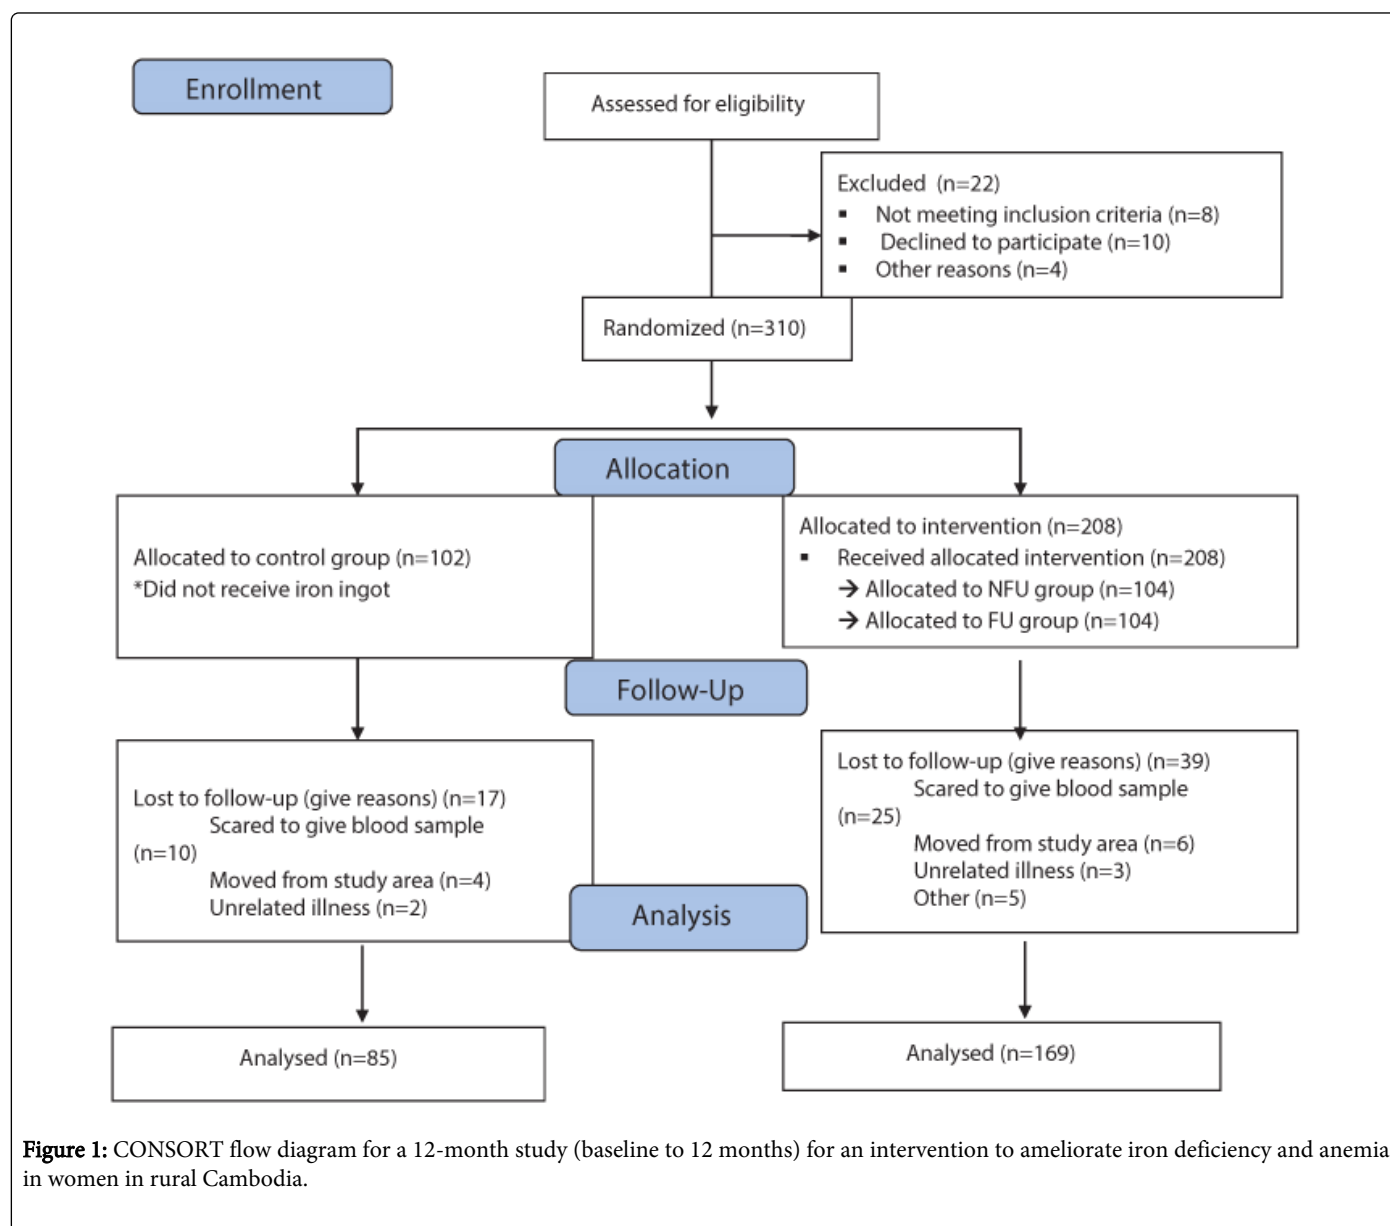 Enrollment
Assessed for eligibility
Excluded (n=22)
▪ Not meeting inclusion criteria (n=8)
▪ Declined to participate (n=10)
▪ Other reasons (n=4)
Randomized (n=310)
Allocation
Allocated to control group (n=102)
*Did not receive iron ingot
Allocated to intervention (n=208)
▪ Received allocated intervention (n=208)
→ Allocated to NFU group (n=104)
→ Allocated to FU group (n=104)
Follow-Up
Lost to follow-up (give reasons) (n=17)
Scared to give blood sample
(n=10)
Moved from study area (n=4)
Unrelated illness (n=2)
Lost to follow-up (give reasons) (n=39)
Scared to give blood sample
(n=25)
Moved from study area (n=6)
Unrelated illness (n=3)
Other (n=5)
Analysis
Analysed (n=85)
Analysed (n=169)
Figure 1: CONSORT flow diagram for a 12-month study (baseline to 12 months) for an intervention to ameliorate iron deficiency and anemia
in women in rural Cambodia.